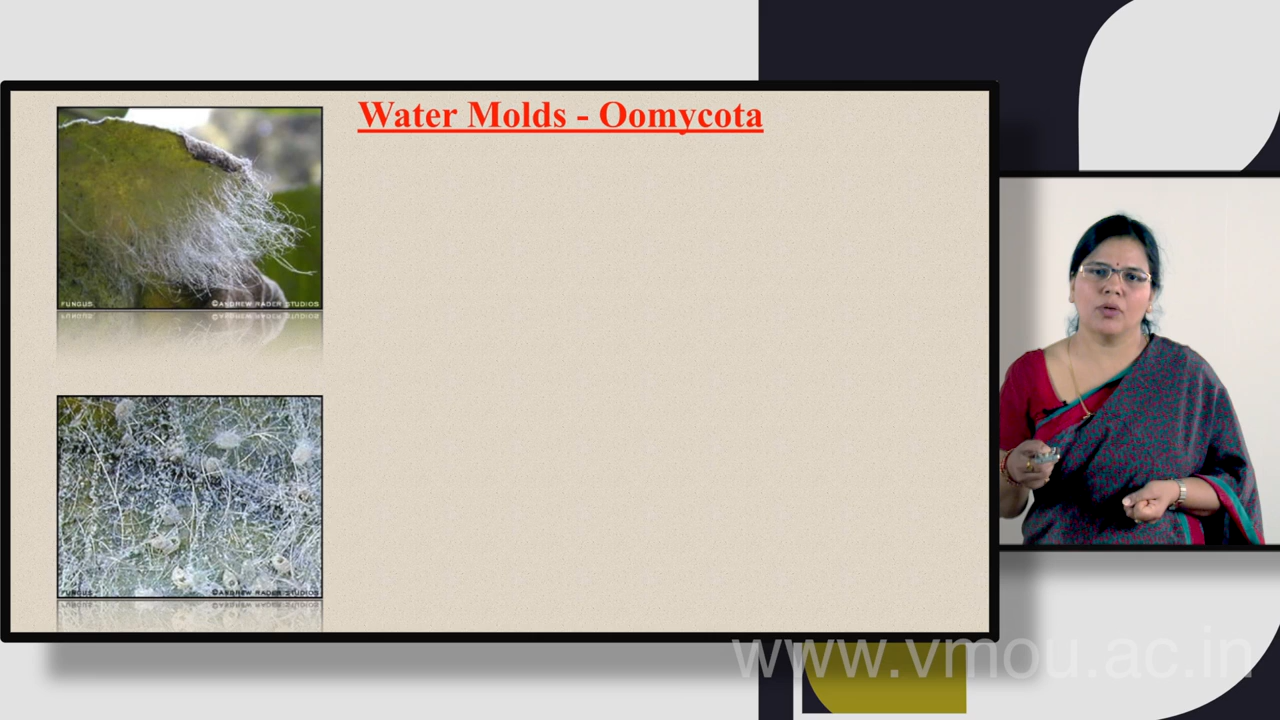 Water Molds - Oomycota
FUNGUS
©ANDREW RADER STUDIOS
FUNGUS
©ANDREW RADER STUDIOS
www.vmou.ac.in